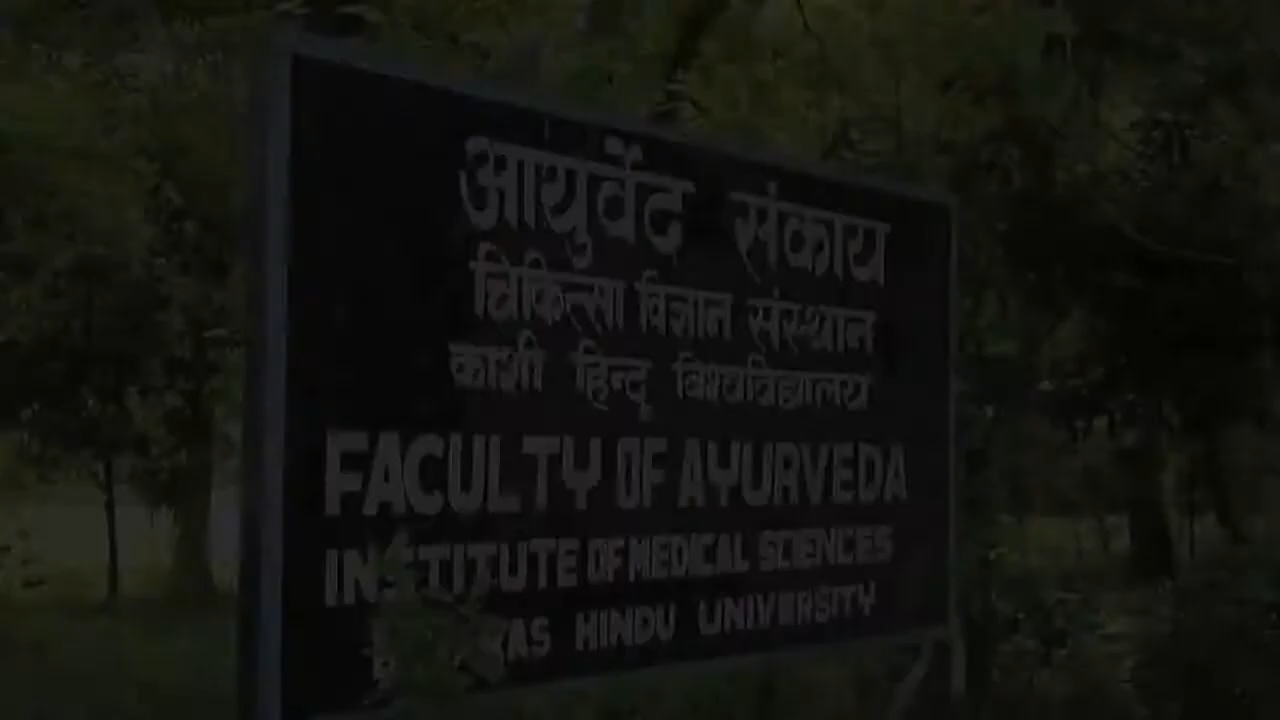 आयुर्वेद संकाय
चिकित्सा विज्ञान संस्थान
काशी हिन्दू विश्वविद्यालय
FACULTY OF AYURVEDA
INSTITUTE OF MEDICAL SCIENCES
HINDU UNIVERSITY